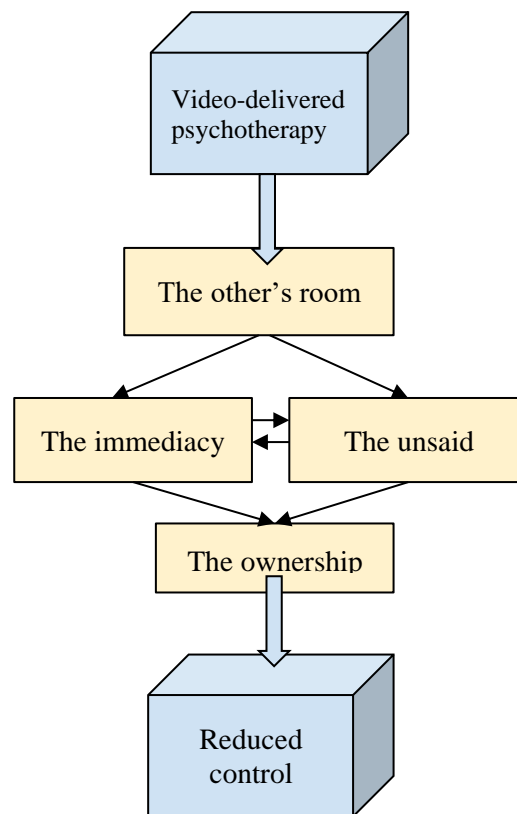 Video-delivered
psychotherapy
The other’s room
The immediacy
The unsaid
The ownership
Reduced
control